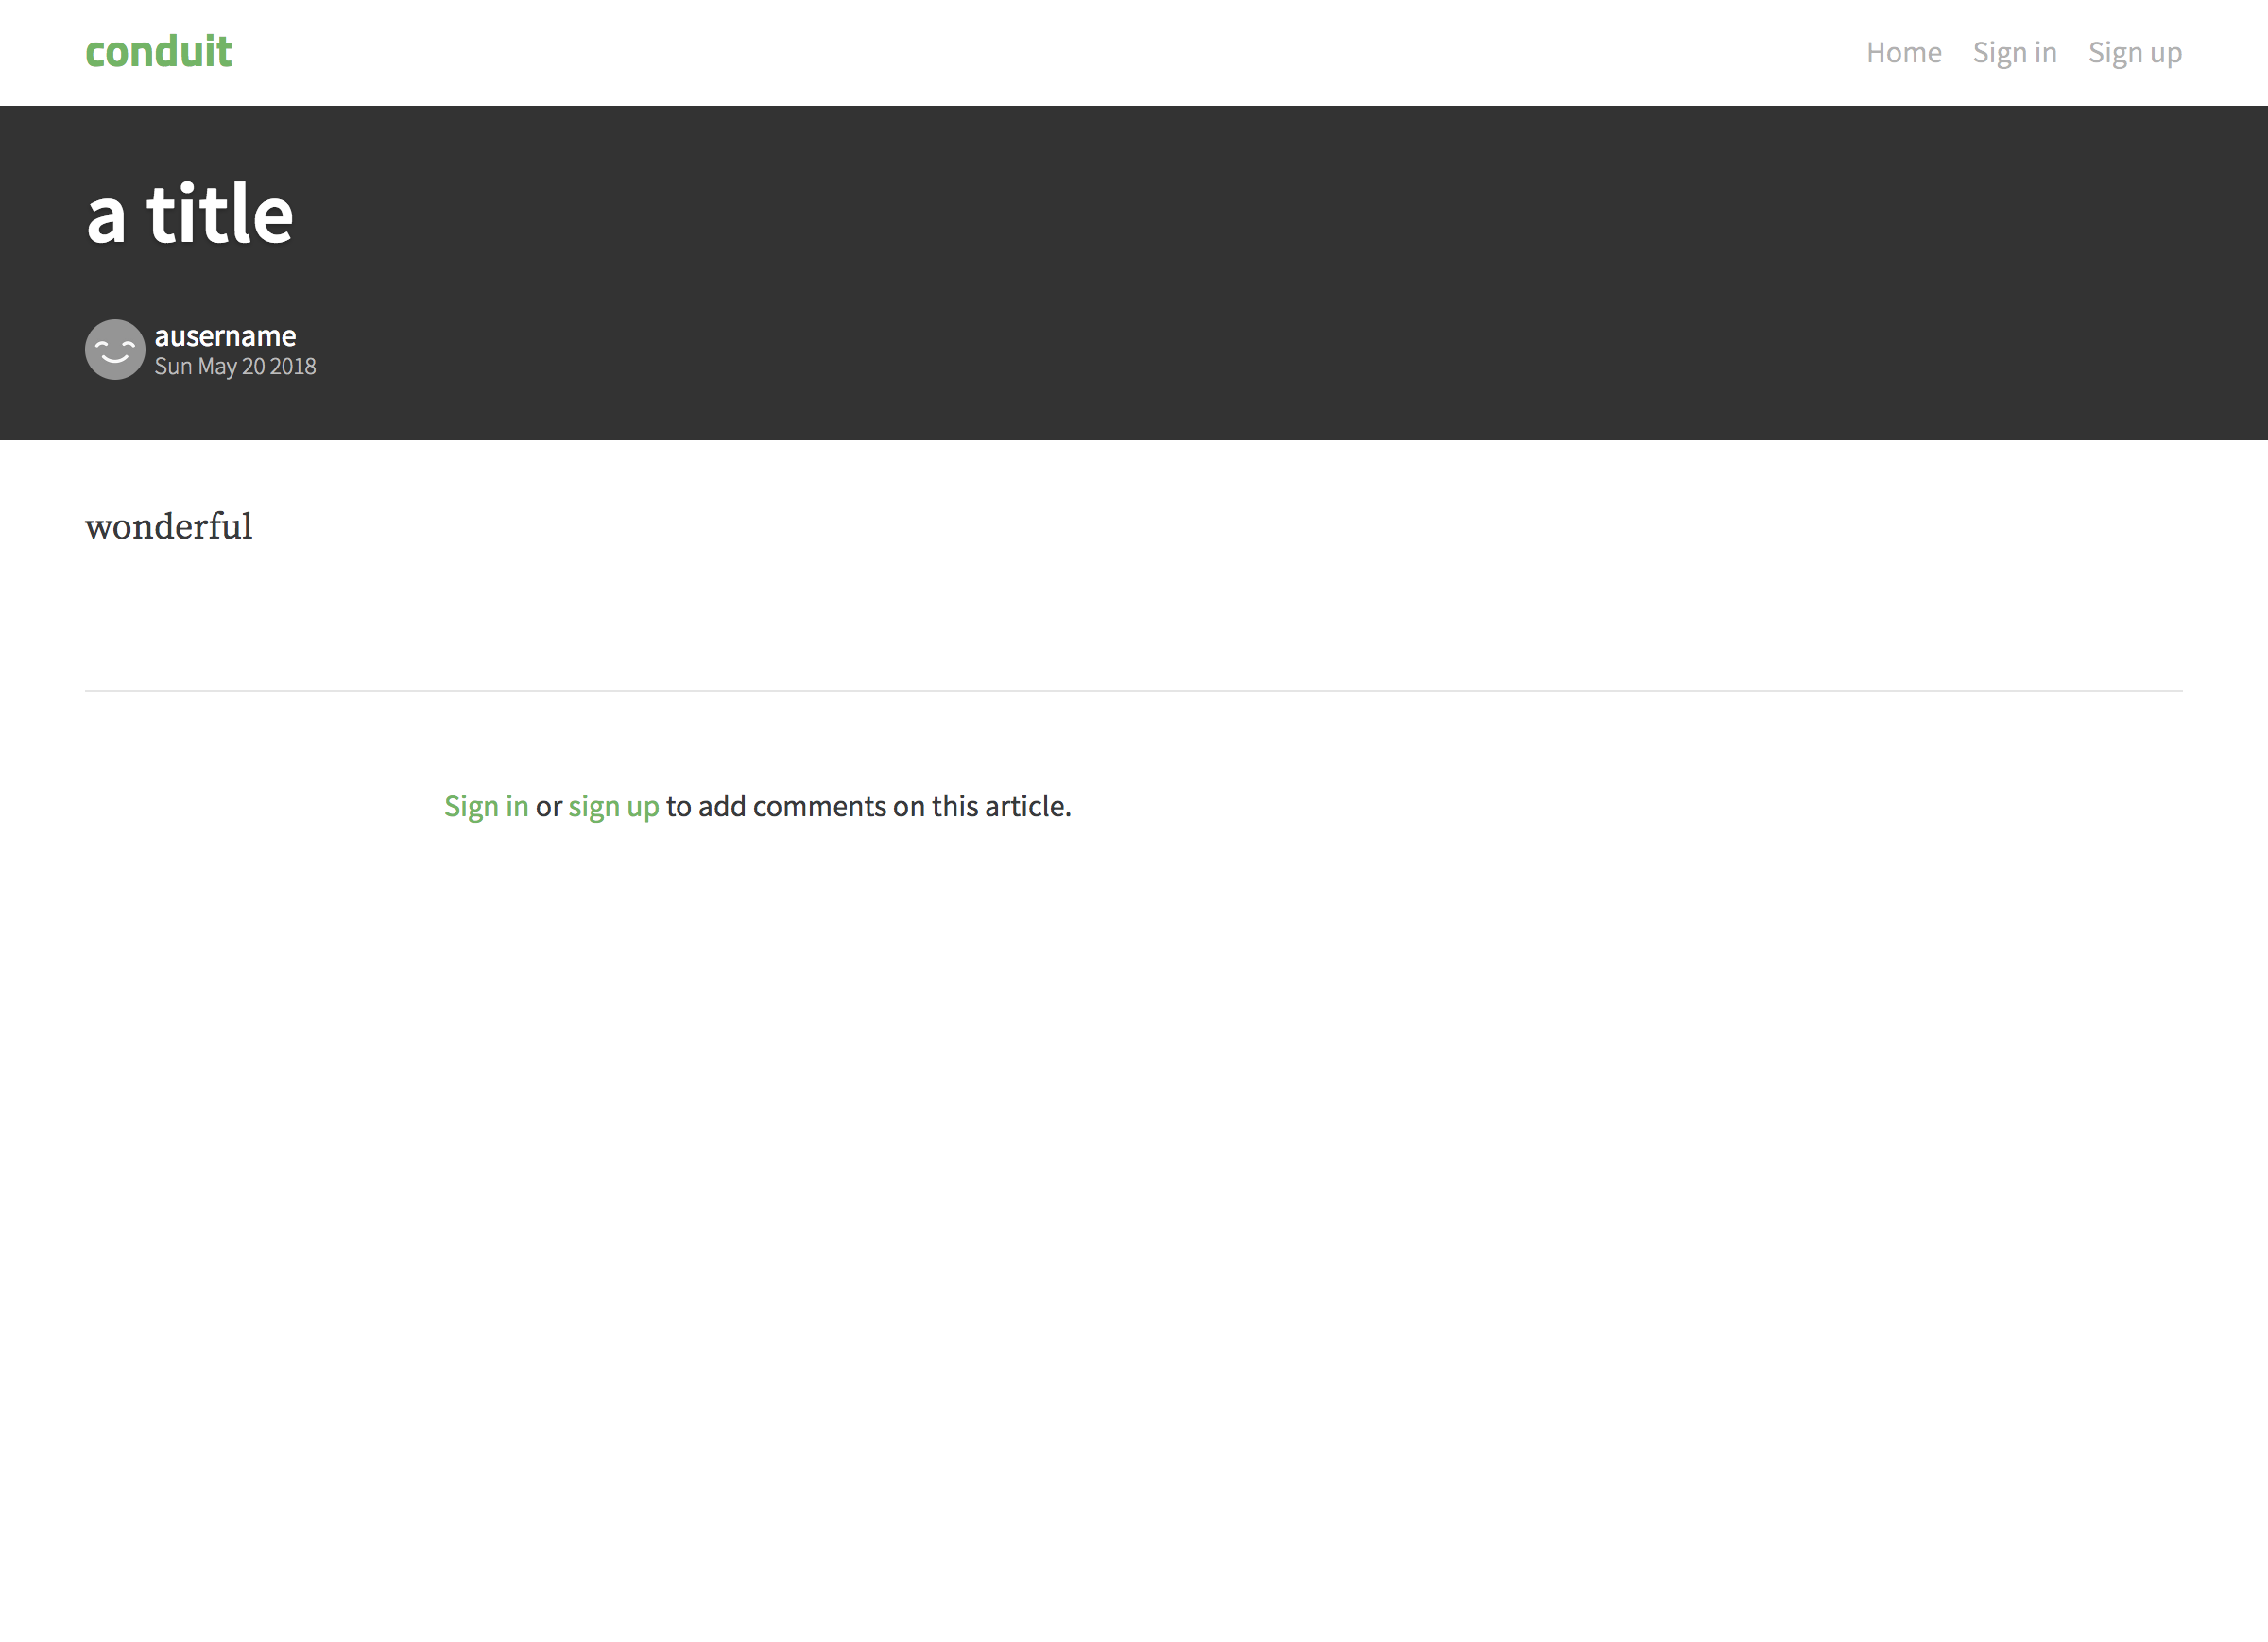 conduit
Home Sign in Sign up
a title
ausername
Sun May 20 2018
wonderful
Sign in or sign up to add comments on this article.